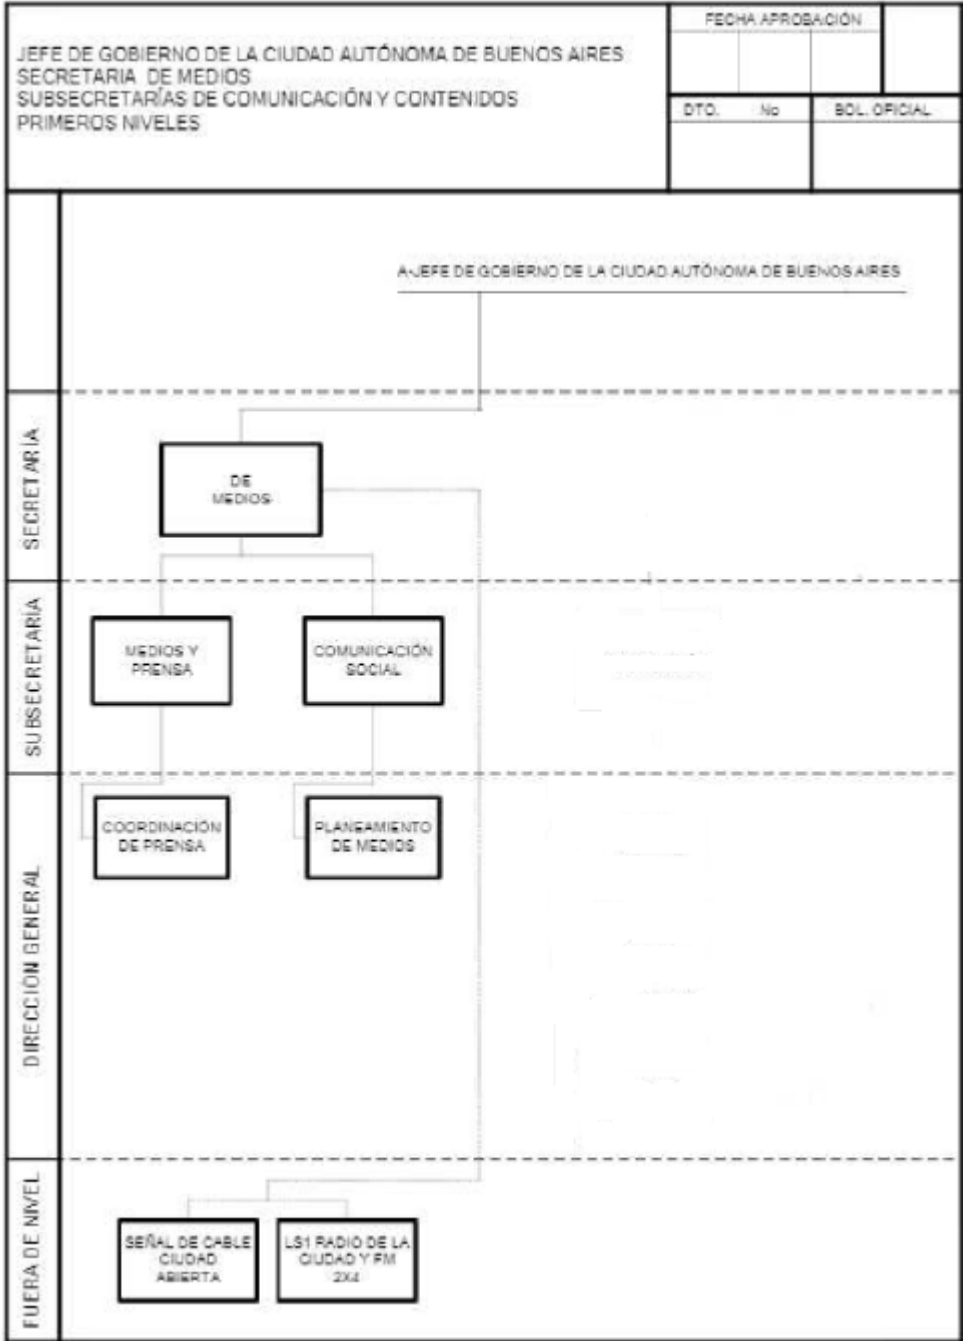 JEFE DE GOBIERNO DE LA CIUDAD AUTÓNOMA DE BUENOS AIRES
SECRETARIA DE MEDIOS
SUBSECRETARÍAS DE COMUNICACIÓN Y CONTENIDOS
PRIMEROS NIVELES
FECHA APROBACIÓN
DTO. No
BOL. OFICIAL
A-JEFE DE GOBIERNO DE LA CIUDAD AUTÓNOMA DE BUENOS AIRES
SECRETARÍA
DE
MEDIOS
SUBSECRETARÍA
MEDIOS Y
PRENSA
COMUNICACIÓN
SOCIAL
DIRECCIÓN GENERAL
COORDINACIÓN
DE PRENSA
PLANEAMIENTO
DE MEDIOS
FUERA DE NIVEL
SEÑAL DE CABLE
CIUDAD
ABIERTA
LS1 RADIO DE LA
CIUDAD Y FM
2X4